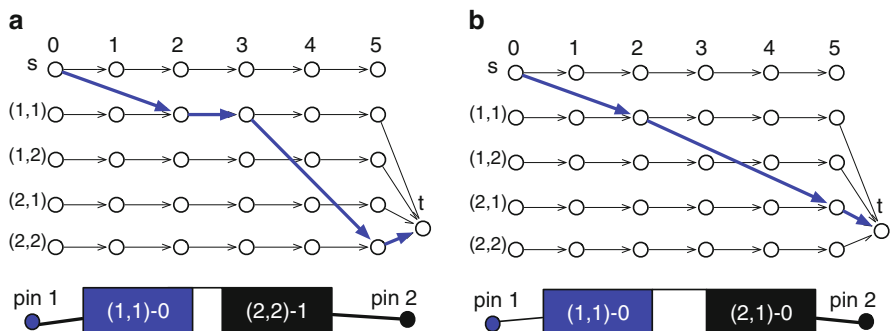 a
0 1 2 3 4 5
s
(1,1)
(1,2)
(2,1)
(2,2)
t
pin 1 (1,1)-0 (2,2)-1 pin 2
b
0 1 2 3 4 5
s
(1,1)
(1,2)
(2,1)
(2,2)
t
pin 1 (1,1)-0 (2,1)-0 pin 2